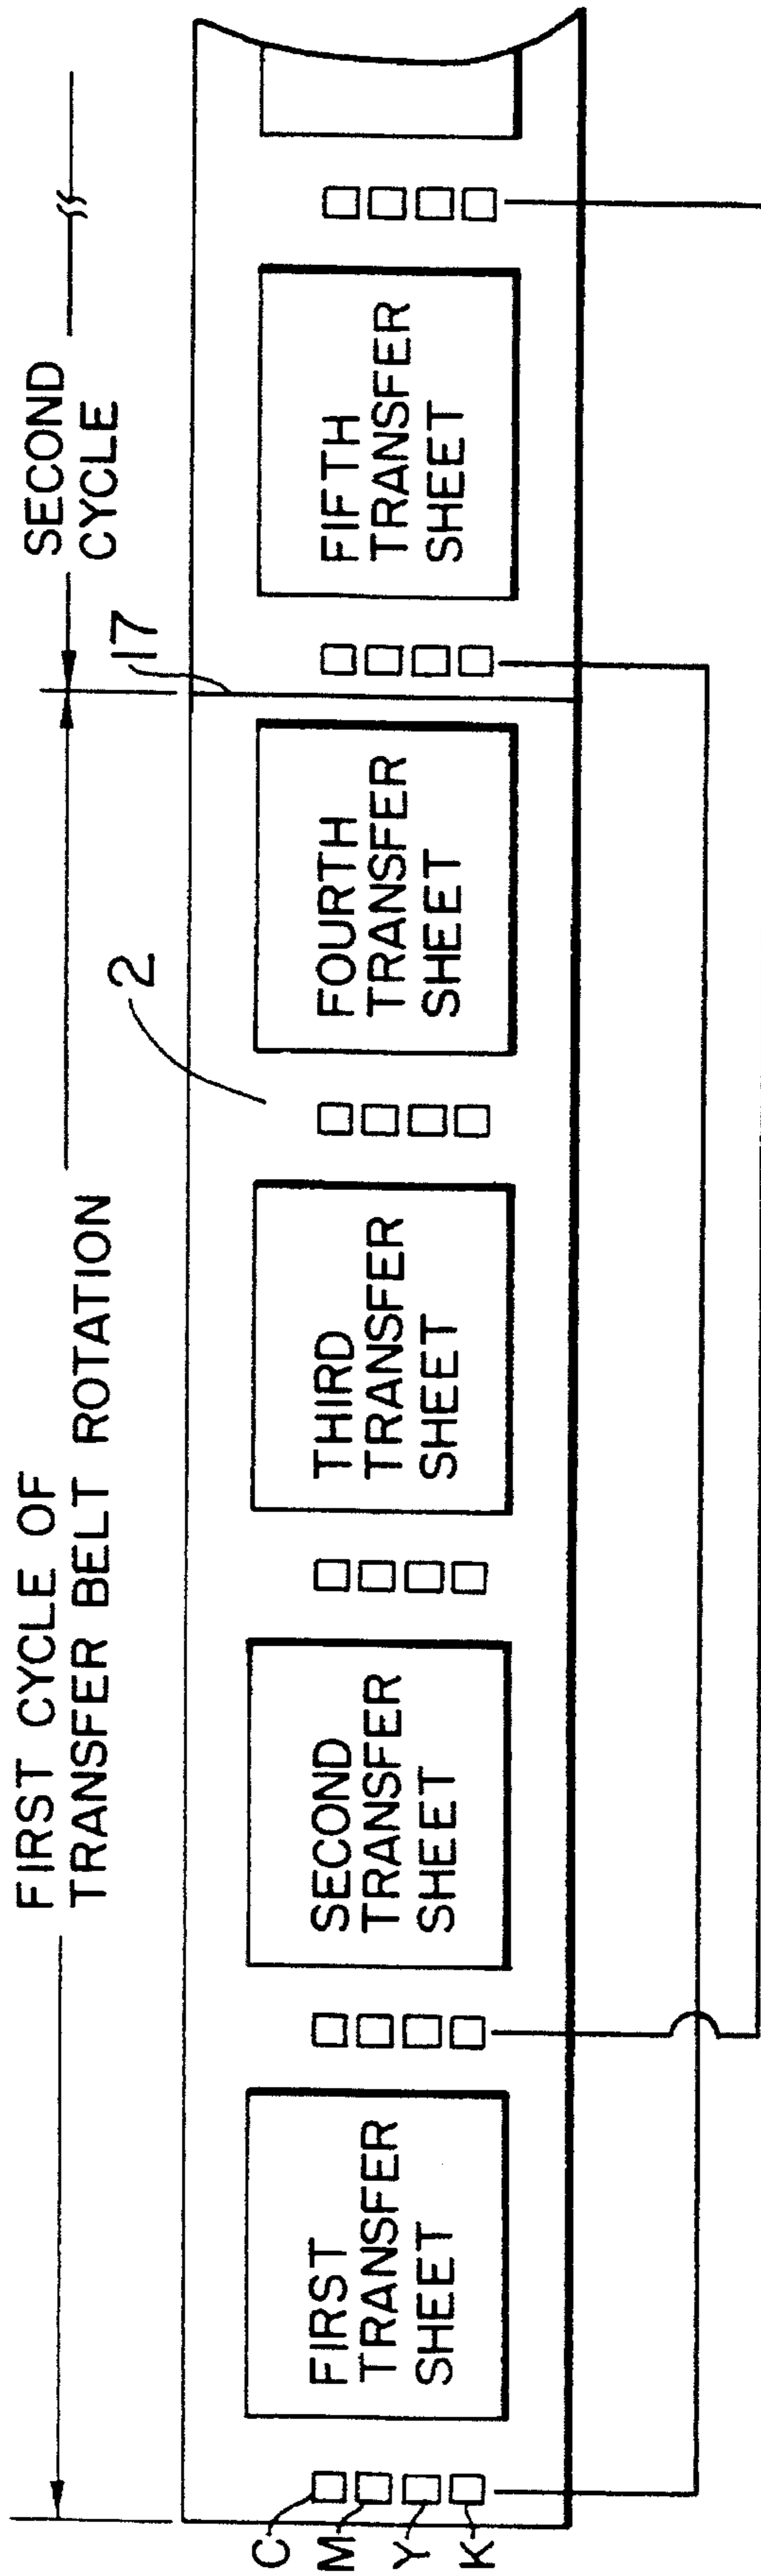 FIRST CYCLE OF
TRANSFER BELT ROTATION
SECOND
CYCLE
2
17
C
M
Y
K
FIRST
TRANSFER
SHEET
SECOND
TRANSFER
SHEET
THIRD
TRANSFER
SHEET
FOURTH
TRANSFER
SHEET
FIFTH
TRANSFER
SHEET